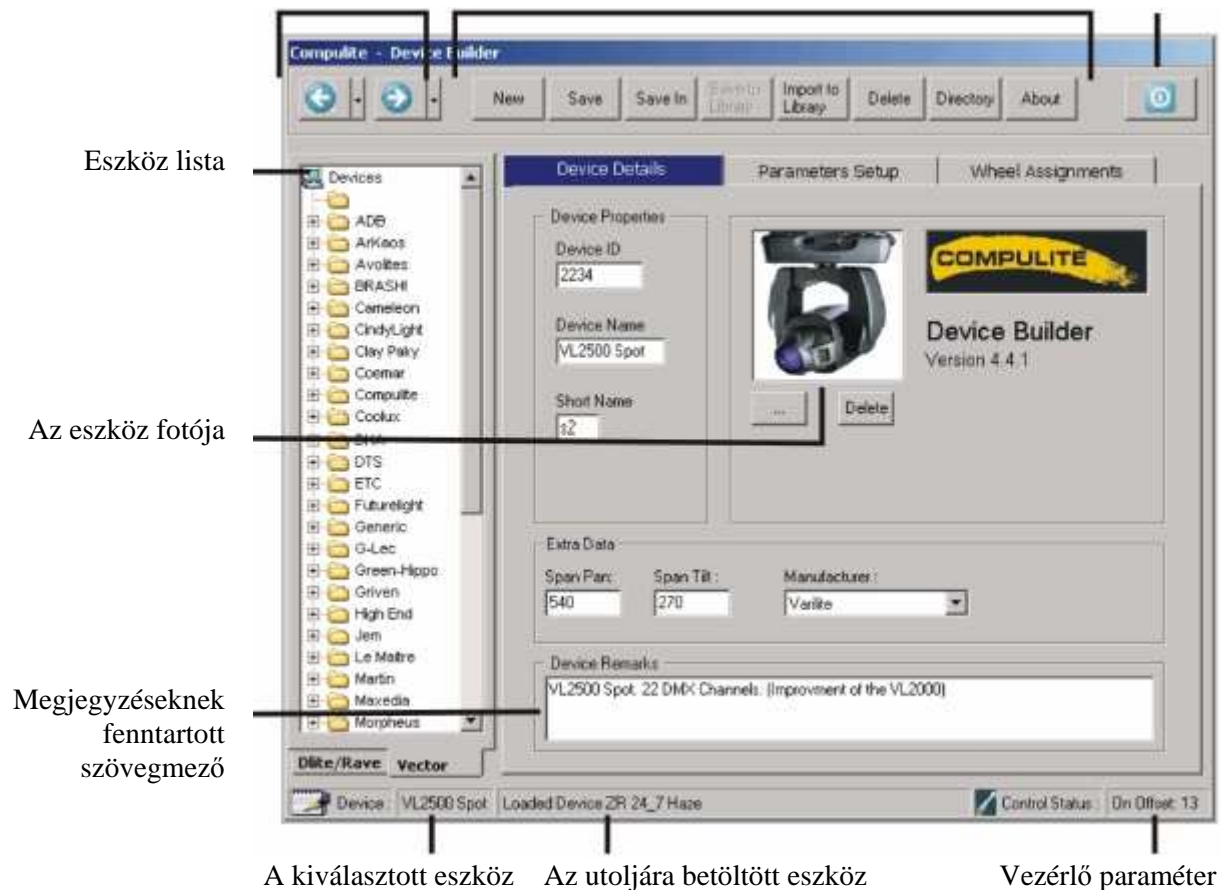 Compulite - Device Builder
New
Save
Save In
Save to Library
Import to Library
Delete
Directory
About
Eszköz lista
Devices
ADB
ArKaos
Avolites
BRASHI
Cameleon
CindyLight
Clay Paky
Coemar
Compulite
Coolux
DHA
DTS
ETC
Futurelight
Generic
G-Lec
Green-Hippo
Griven
High End
Jem
Le Maitre
Martin
Maxedia
Morpheus
Dlite/Rave
Vector
Device Details
Parameters Setup
Wheel Assignments
Device Properties
Device ID
2234
Device Name
VL2500 Spot
Short Name
s2
...
Delete
COMPULITE
Device Builder
Version 4.4.1
Az eszköz fotója
Extra Data
Span Pan:
Span Tilt :
Manufacturer :
540
270
Varilite
Device Remarks
VL2500 Spot. 22 DMX Channels. (Improvment of the VL2000)
Megjegyzéseknek
fenntartott
szövegmező
Device :
VL2500 Spot
Loaded Device ZR 24_7 Haze
Control Status :
On Offset: 13
A kiválasztott eszköz
Az utoljára betöltött eszköz
Vezérlő paraméter